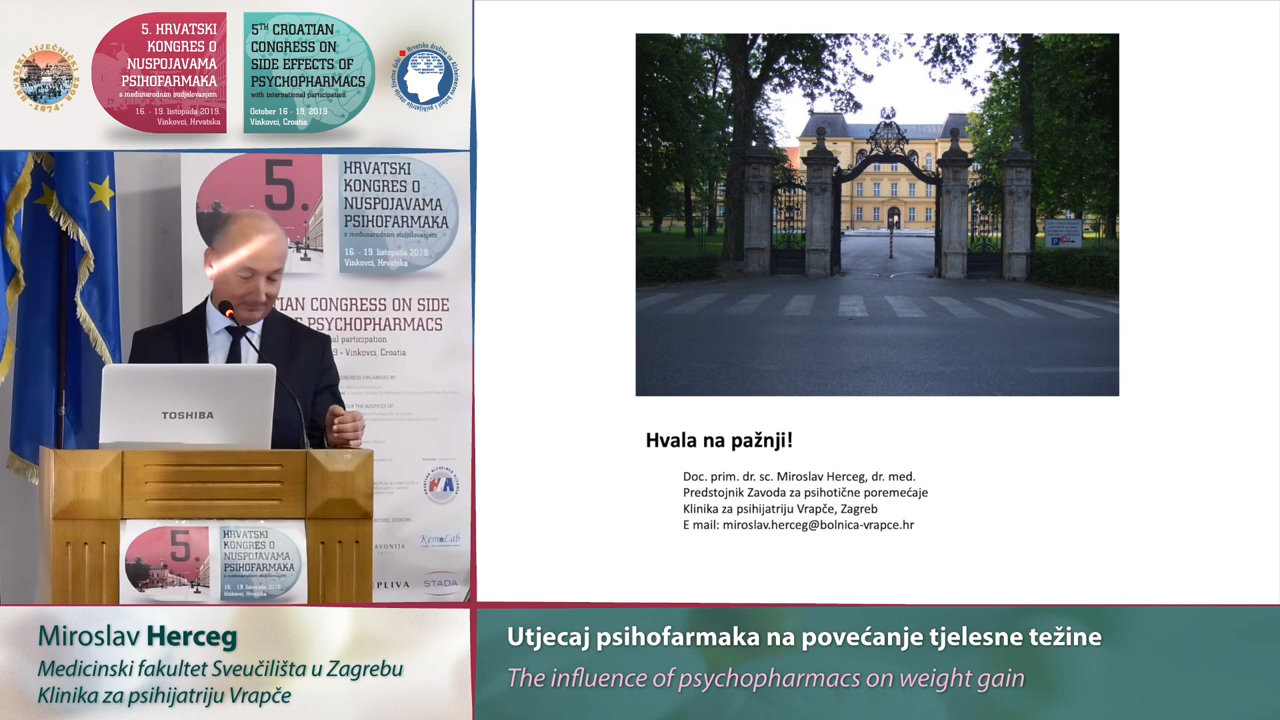 5. HRVATSKI
KONGRES O
NUSPOJAVAMA
PSIHOFARMAKA
s međunarodnim sudjelovanjem
16. - 19. listopada 2019.
Vinkovci, Hrvatska
5TH CROATIAN
CONGRESS ON
SIDE EFFECTS OF
PSYCHOPHARMACS
with international participation
October 16 - 19, 2019
Vinkovci, Croatia
5.
HRVATSKI
KONGRES O
NUSPOJAVAMA
PSIHOFARMAKA
s međunarodnim sudjelovanjem
16. - 19. listopada 2019.
Vinkovci, Hrvatska
TIAN CONGRESS ON SIDE
PSYCHOPHARMACS
participation
Vinkovci, Croatia
TOSHIBA
HA
KemoLab
PLIVA
STADA
5.
HRVATSKI
KONGRES O
NUSPOJAVAMA
PSIHOFARMAKA
s međunarodnim sudjelovanjem
16. - 19. listopada 2019.
Vinkovci, Hrvatska
Hvala na pažnji!
Doc. prim. dr. sc. Miroslav Herceg, dr. med.
Predstojnik Zavoda za psihotične poremećaje
Klinika za psihijatriju Vrapče, Zagreb
E mail: miroslav.herceg@bolnica-vrapce.hr
Miroslav Herceg
Medicinski fakultet Sveučilišta u Zagrebu
Klinika za psihijatriju Vrapče
Utjecaj psihofarmaka na povećanje tjelesne težine
The influence of psychopharmacs on weight gain